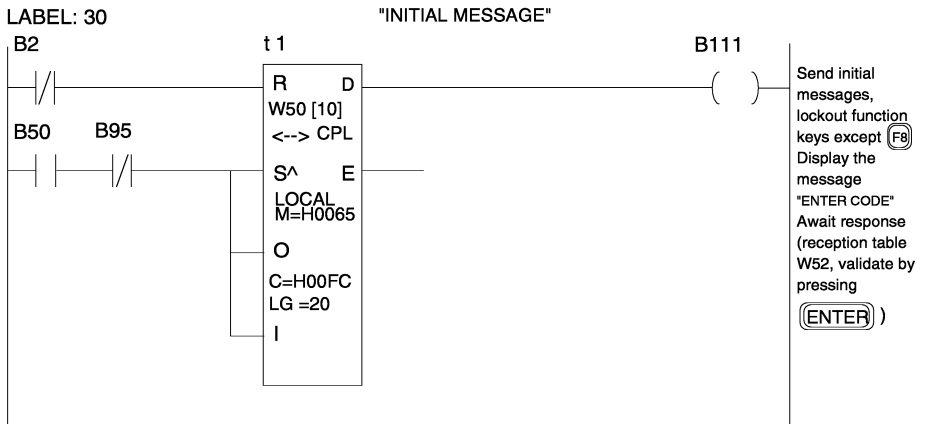 LABEL: 30 "INITIAL MESSAGE"
B2 t 1 B111
R D
W50 [10]
<--> CPL
B50 B95
S^ E
LOCAL
M=H0065
O
C=H00FC
LG =20
I
Send initial
messages,
lockout function
keys except F8
Display the
message
"ENTER CODE"
Await response
(reception table
W52, validate by
pressing
ENTER )